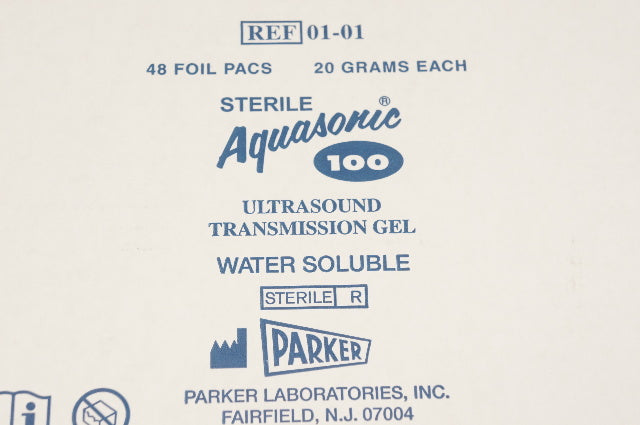 REF 01-01
48 FOIL PACS 20 GRAMS EACH
STERILE
Aquasonic®
100
ULTRASOUND
TRANSMISSION GEL
WATER SOLUBLE
STERILE R
PARKER
PARKER LABORATORIES, INC.
FAIRFIELD, N.J. 07004